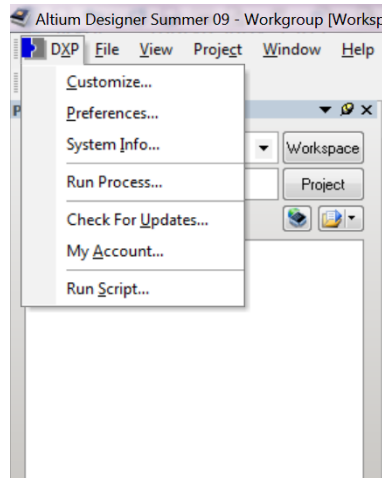 Altium Designer Summer 09 - Workgroup [Worksp
DXP File View Project Window Help
P
Customize...
Preferences...
System Info...
Workspace
Run Process...
Project
Check For Updates...
My Account...
Run Script...